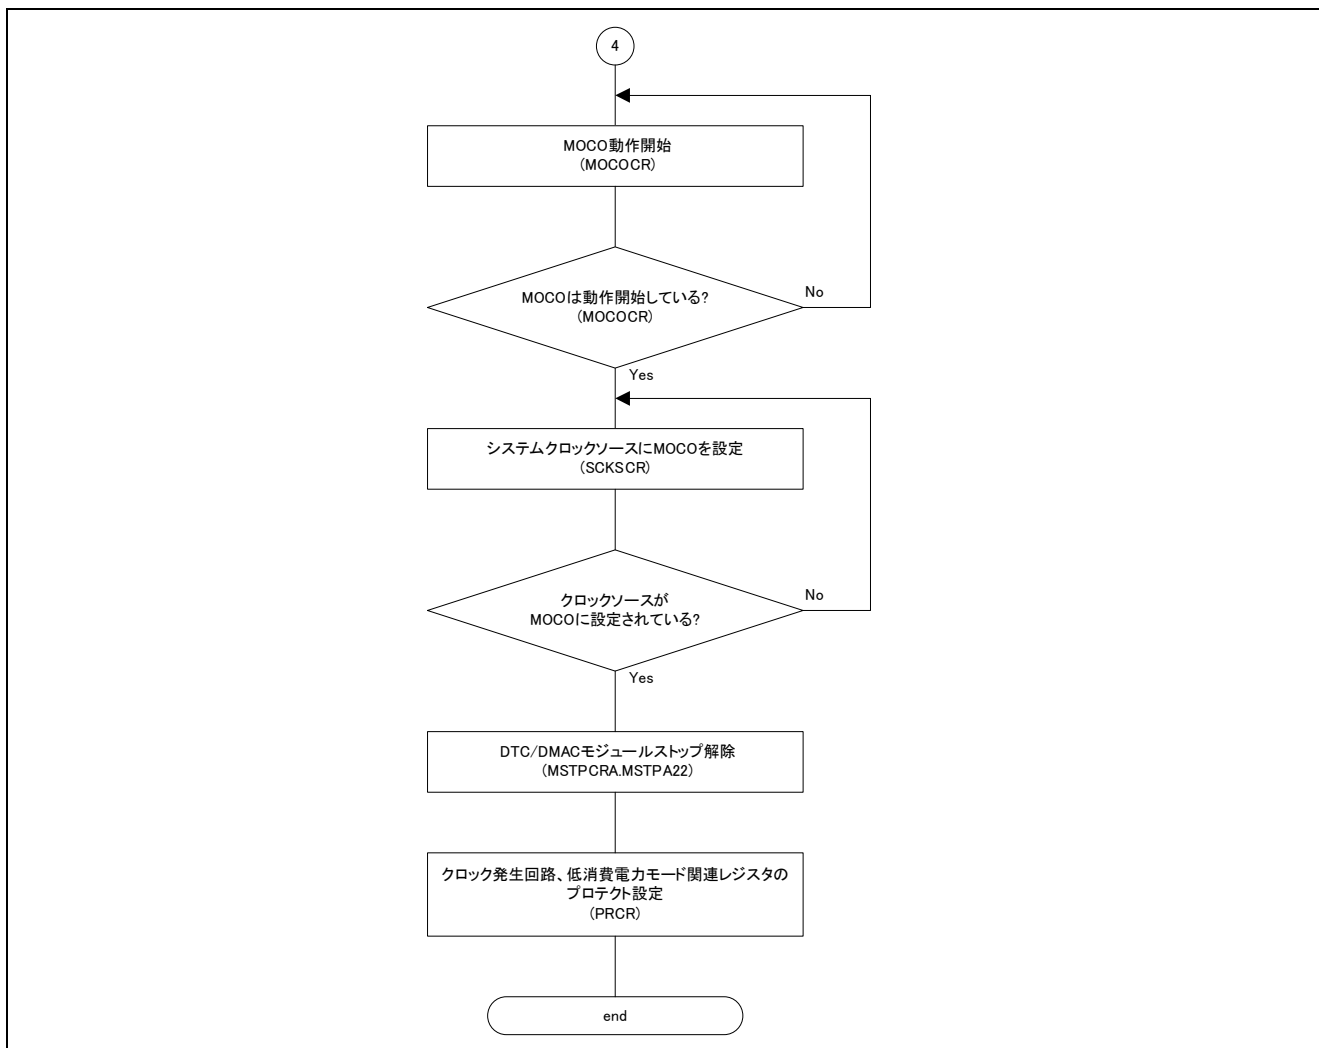 4
MOCO動作開始
(MOCOCR)
MOCOは動作開始している?
(MOCOCR)
No
Yes
システムクロックソースにMOCOを設定
(SCKSCR)
クロックソースが
MOCOに設定されている?
No
Yes
DTC/DMACモジュールストップ解除
(MSTPCRA.MSTPA22)
クロック発生回路、低消費電力モード関連レジスタの
プロテクト設定
(PRCR)
end